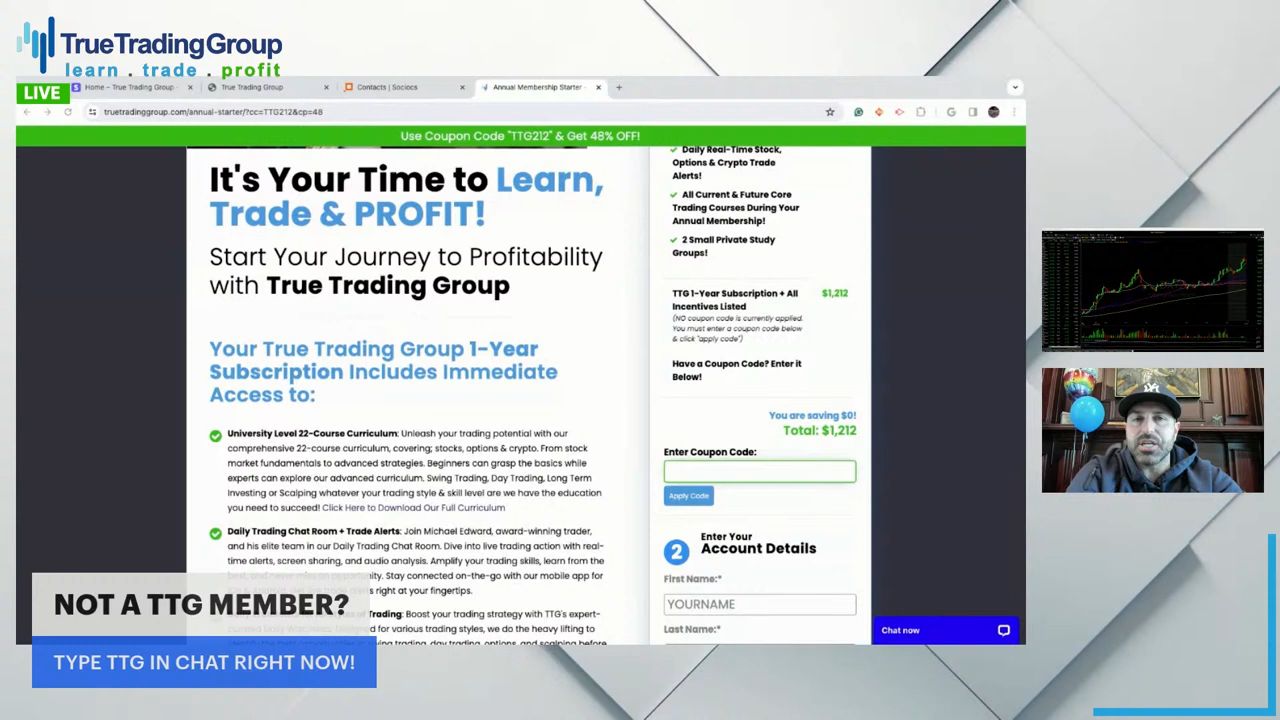 TrueTradingGroup
learn . trade . profit
LIVE
Home – True Trading Group -
True Trading Group
Contacts | Sociocs
Annual Membership Starter -
truetradinggroup.com/annual-starter/?cc=TTG212&cp=48
Use Coupon Code "TTG212" & Get 48% OFF!
It's Your Time to Learn,
Trade & PROFIT!
Start Your Journey to Profitability
with True Trading Group
Your True Trading Group 1-Year
Subscription Includes Immediate
Access to:
University Level 22-Course Curriculum: Unleash your trading potential with our
comprehensive 22-course curriculum, covering; stocks, options & crypto. From stock
market fundamentals to advanced strategies. Beginners can grasp the basics while
experts can explore our advanced curriculum. Swing Trading, Day Trading, Long Term
Investing or Scalping whatever your trading style & skill level are we have the education
you need to succeed! Click Here to Download Our Full Curriculum
Daily Trading Chat Room + Trade Alerts: Join Michael Edward, award-winning trader,
and his elite team in our Daily Trading Chat Room. Dive into live trading action with real-
time alerts, screen sharing, and audio analysis. Amplify your trading skills, learn from the
best, and never miss an opportunity. Stay connected on-the-go with our mobile app for
right at your fingertips.
of Trading: Boost your trading strategy with TTG's expert-
for various trading styles, we do the heavy lifting to
trading, day trading, options, and scalping before
Daily Real-Time Stock,
Options & Crypto Trade
Alerts!
All Current & Future Core
Trading Courses During Your
Annual Membership!
2 Small Private Study
Groups!
TTG 1-Year Subscription + All $1,212
Incentives Listed
(NO coupon code is currently applied.
You must enter a coupon code below
& click "apply code")
Have a Coupon Code? Enter it
Below!
You are saving $0!
Total: $1,212
Enter Coupon Code:
Apply Code
2
Enter Your
Account Details
First Name:*
YOURNAME
Last Name:*
Chat now
NOT A TTG MEMBER?
TYPE TTG IN CHAT RIGHT NOW!